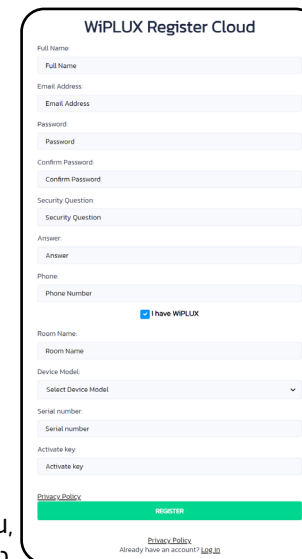 WiPLUX Register Cloud
Full Name:
Full Name
Email Address:
Email Address
Password:
Password
Confirm Password:
Confirm Password
Security Question:
Security Question
Answer:
Answer
Phone:
Phone Number
I have WiPLUX
Room Name:
Room Name
Device Model:
Select Device Model
Serial number:
Serial number
Activate key:
Activate key
Privacy Policy
REGISTER
Privacy Policy
Already have an account? Log In